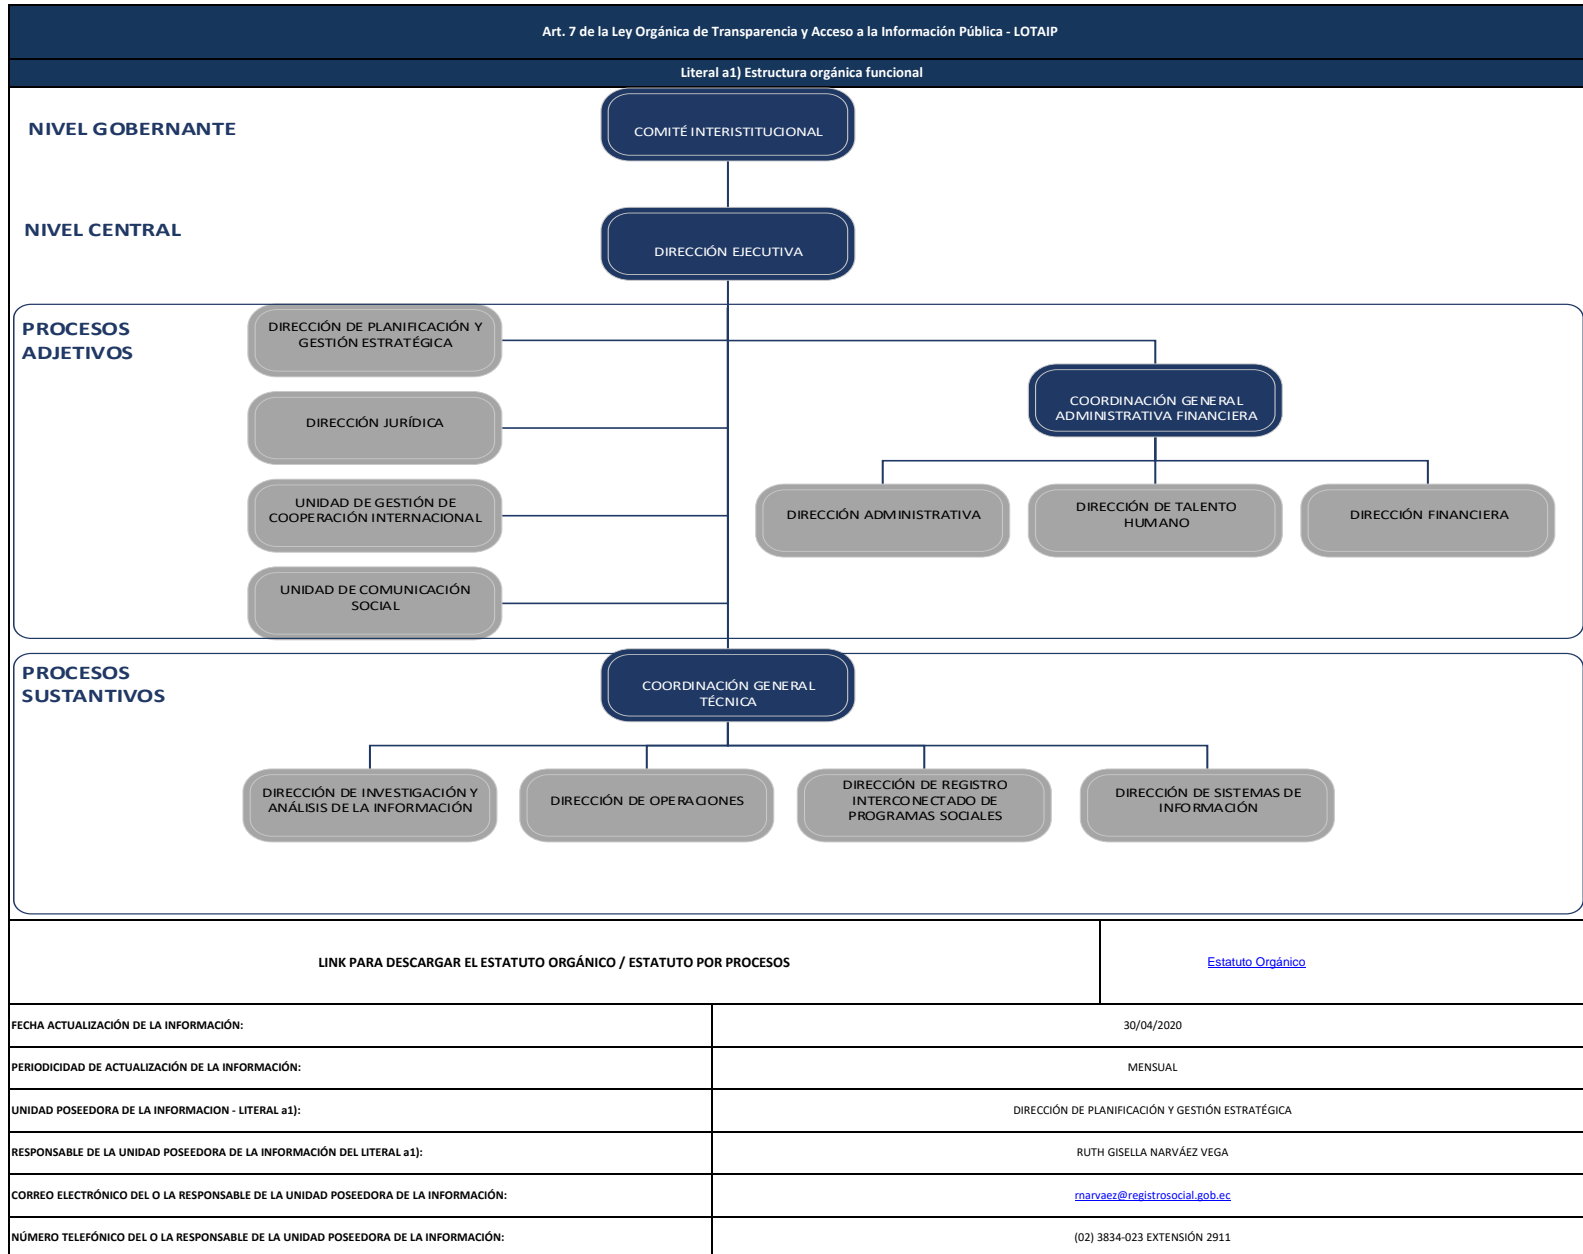 Art. 7 de la Ley Orgánica de Transparencia y Acceso a la Información Pública - LOTAIP
Literal a1) Estructura orgánica funcional
NIVEL GOBERNANTE
COMITÉ INTERISTITUCIONAL
NIVEL CENTRAL
DIRECCIÓN EJECUTIVA
PROCESOS
ADJETIVOS
DIRECCIÓN DE PLANIFICACIÓN Y
GESTIÓN ESTRATÉGICA
COORDINACIÓN GENERAL
ADMINISTRATIVA FINANCIERA
DIRECCIÓN JURÍDICA
UNIDAD DE GESTIÓN DE
COOPERACIÓN INTERNACIONAL
DIRECCIÓN ADMINISTRATIVA
DIRECCIÓN DE TALENTO
HUMANO
DIRECCIÓN FINANCIERA
UNIDAD DE COMUNICACIÓN
SOCIAL
PROCESOS
SUSTANTIVOS
COORDINACIÓN GENERAL
TÉCNICA
DIRECCIÓN DE INVESTIGACIÓN Y
ANÁLISIS DE LA INFORMACIÓN
DIRECCIÓN DE OPERACIONES
DIRECCIÓN DE REGISTRO
INTERCONECTADO DE
PROGRAMAS SOCIALES
DIRECCIÓN DE SISTEMAS DE
INFORMACIÓN
LINK PARA DESCARGAR EL ESTATUTO ORGÁNICO / ESTATUTO POR PROCESOS
Estatuto Orgánico
FECHA ACTUALIZACIÓN DE LA INFORMACIÓN:
30/04/2020
PERIODICIDAD DE ACTUALIZACIÓN DE LA INFORMACIÓN:
MENSUAL
UNIDAD POSEEDORA DE LA INFORMACION - LITERAL a1):
DIRECCIÓN DE PLANIFICACIÓN Y GESTIÓN ESTRATÉGICA
RESPONSABLE DE LA UNIDAD POSEEDORA DE LA INFORMACIÓN DEL LITERAL a1):
RUTH GISELLA NARVÁEZ VEGA
CORREO ELECTRÓNICO DEL O LA RESPONSABLE DE LA UNIDAD POSEEDORA DE LA INFORMACIÓN:
rnarvaez@registrosocial.gob.ec
NÚMERO TELEFÓNICO DEL O LA RESPONSABLE DE LA UNIDAD POSEEDORA DE LA INFORMACIÓN:
(02) 3834-023 EXTENSIÓN 2911